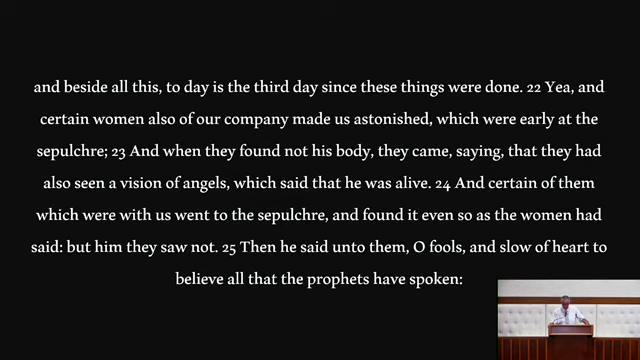 and beside all this, to day is the third day since these things were done. 22 Yea, and
certain women also of our company made us astonished, which were early at the
sepulchre; 23 And when they found not his body, they came, saying, that they had
also seen a vision of angels, which said that he was alive. 24 And certain of them
which were with us went to the sepulchre, and found it even so as the women had
said: but him they saw not. 25 Then he said unto them, O fools, and slow of heart to
believe all that the prophets have spoken: